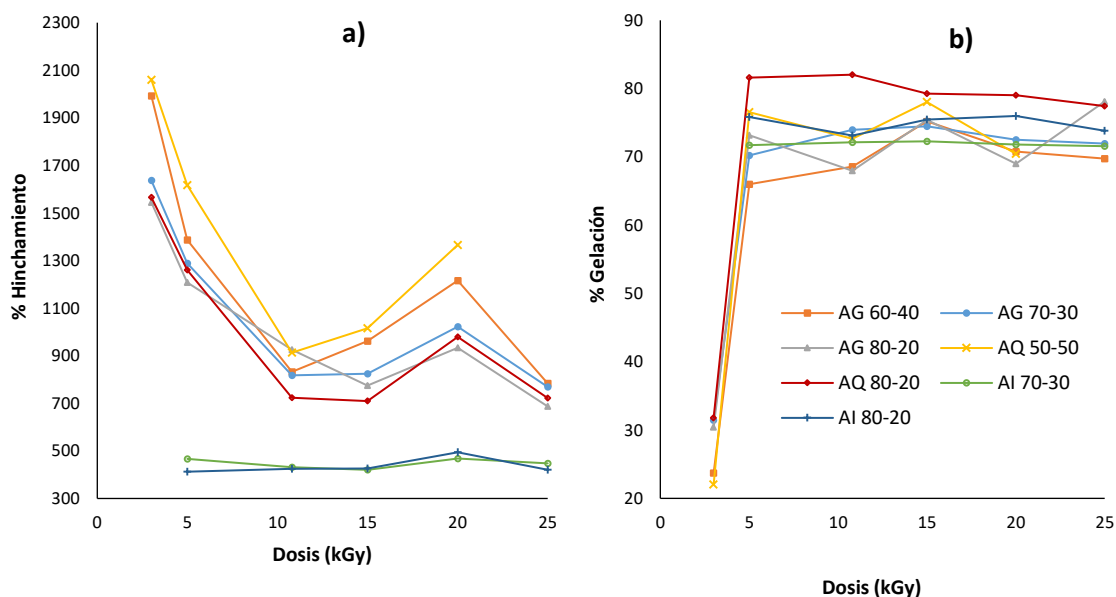 a)
2300
2100
1900
1700
1500
1300
1100
900
700
500
300
% Hinchamiento
0
5
10
15
20
25
Dosis (kGy)
b)
90
80
70
60
50
40
30
20
% Gelación
AG 60-40
AG 70-30
AG 80-20
AQ 50-50
AQ 80-20
AI 70-30
AI 80-20
0
5
10
15
20
25
Dosis (kGy)